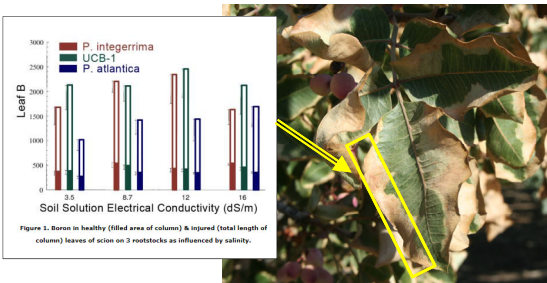 3000
2500
2000
1500
1000
500
0
Leaf B
P. integerrima
UCB-1
P. atlantica
3.5 8.7 12 16
Soil Solution Electrical Conductivity (dS/m)
Figure 1. Boron in healthy (filled area of column) & injured (total length of
column) leaves of scion on 3 rootstocks as influenced by salinity.